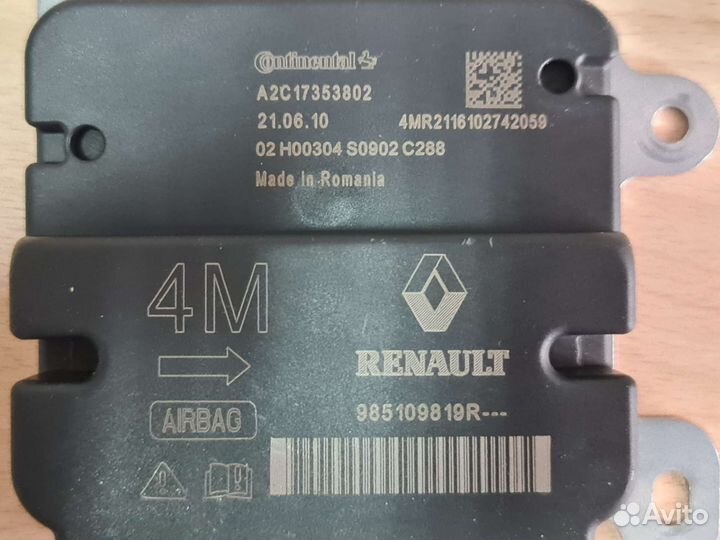 Continental
A2C17353802
21.06.10 4MR2116102742059
02 H00304 S0902 C288
Made in Romania
4M
RENAULT
AIRBAG
985109819R---
Avito